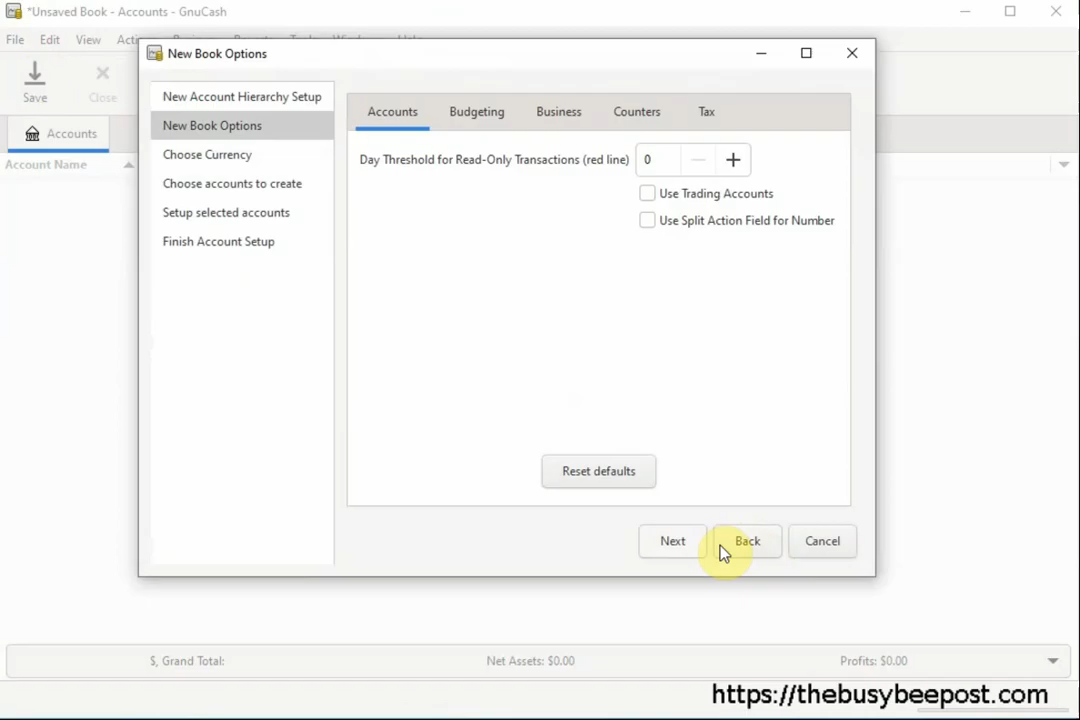 *Unsaved Book - Accounts - GnuCash
File Edit View
New Book Options
Save
Close
New Account Hierarchy Setup
New Book Options
Choose Currency
Choose accounts to create
Setup selected accounts
Finish Account Setup
Accounts Budgeting Business Counters Tax
Day Threshold for Read-Only Transactions (red line) 0
Use Trading Accounts
Use Split Action Field for Number
Reset defaults
Next Back Cancel
Accounts
Account Name
$, Grand Total: Net Assets: $0.00 Profits: $0.00
https://thebusybeepost.com